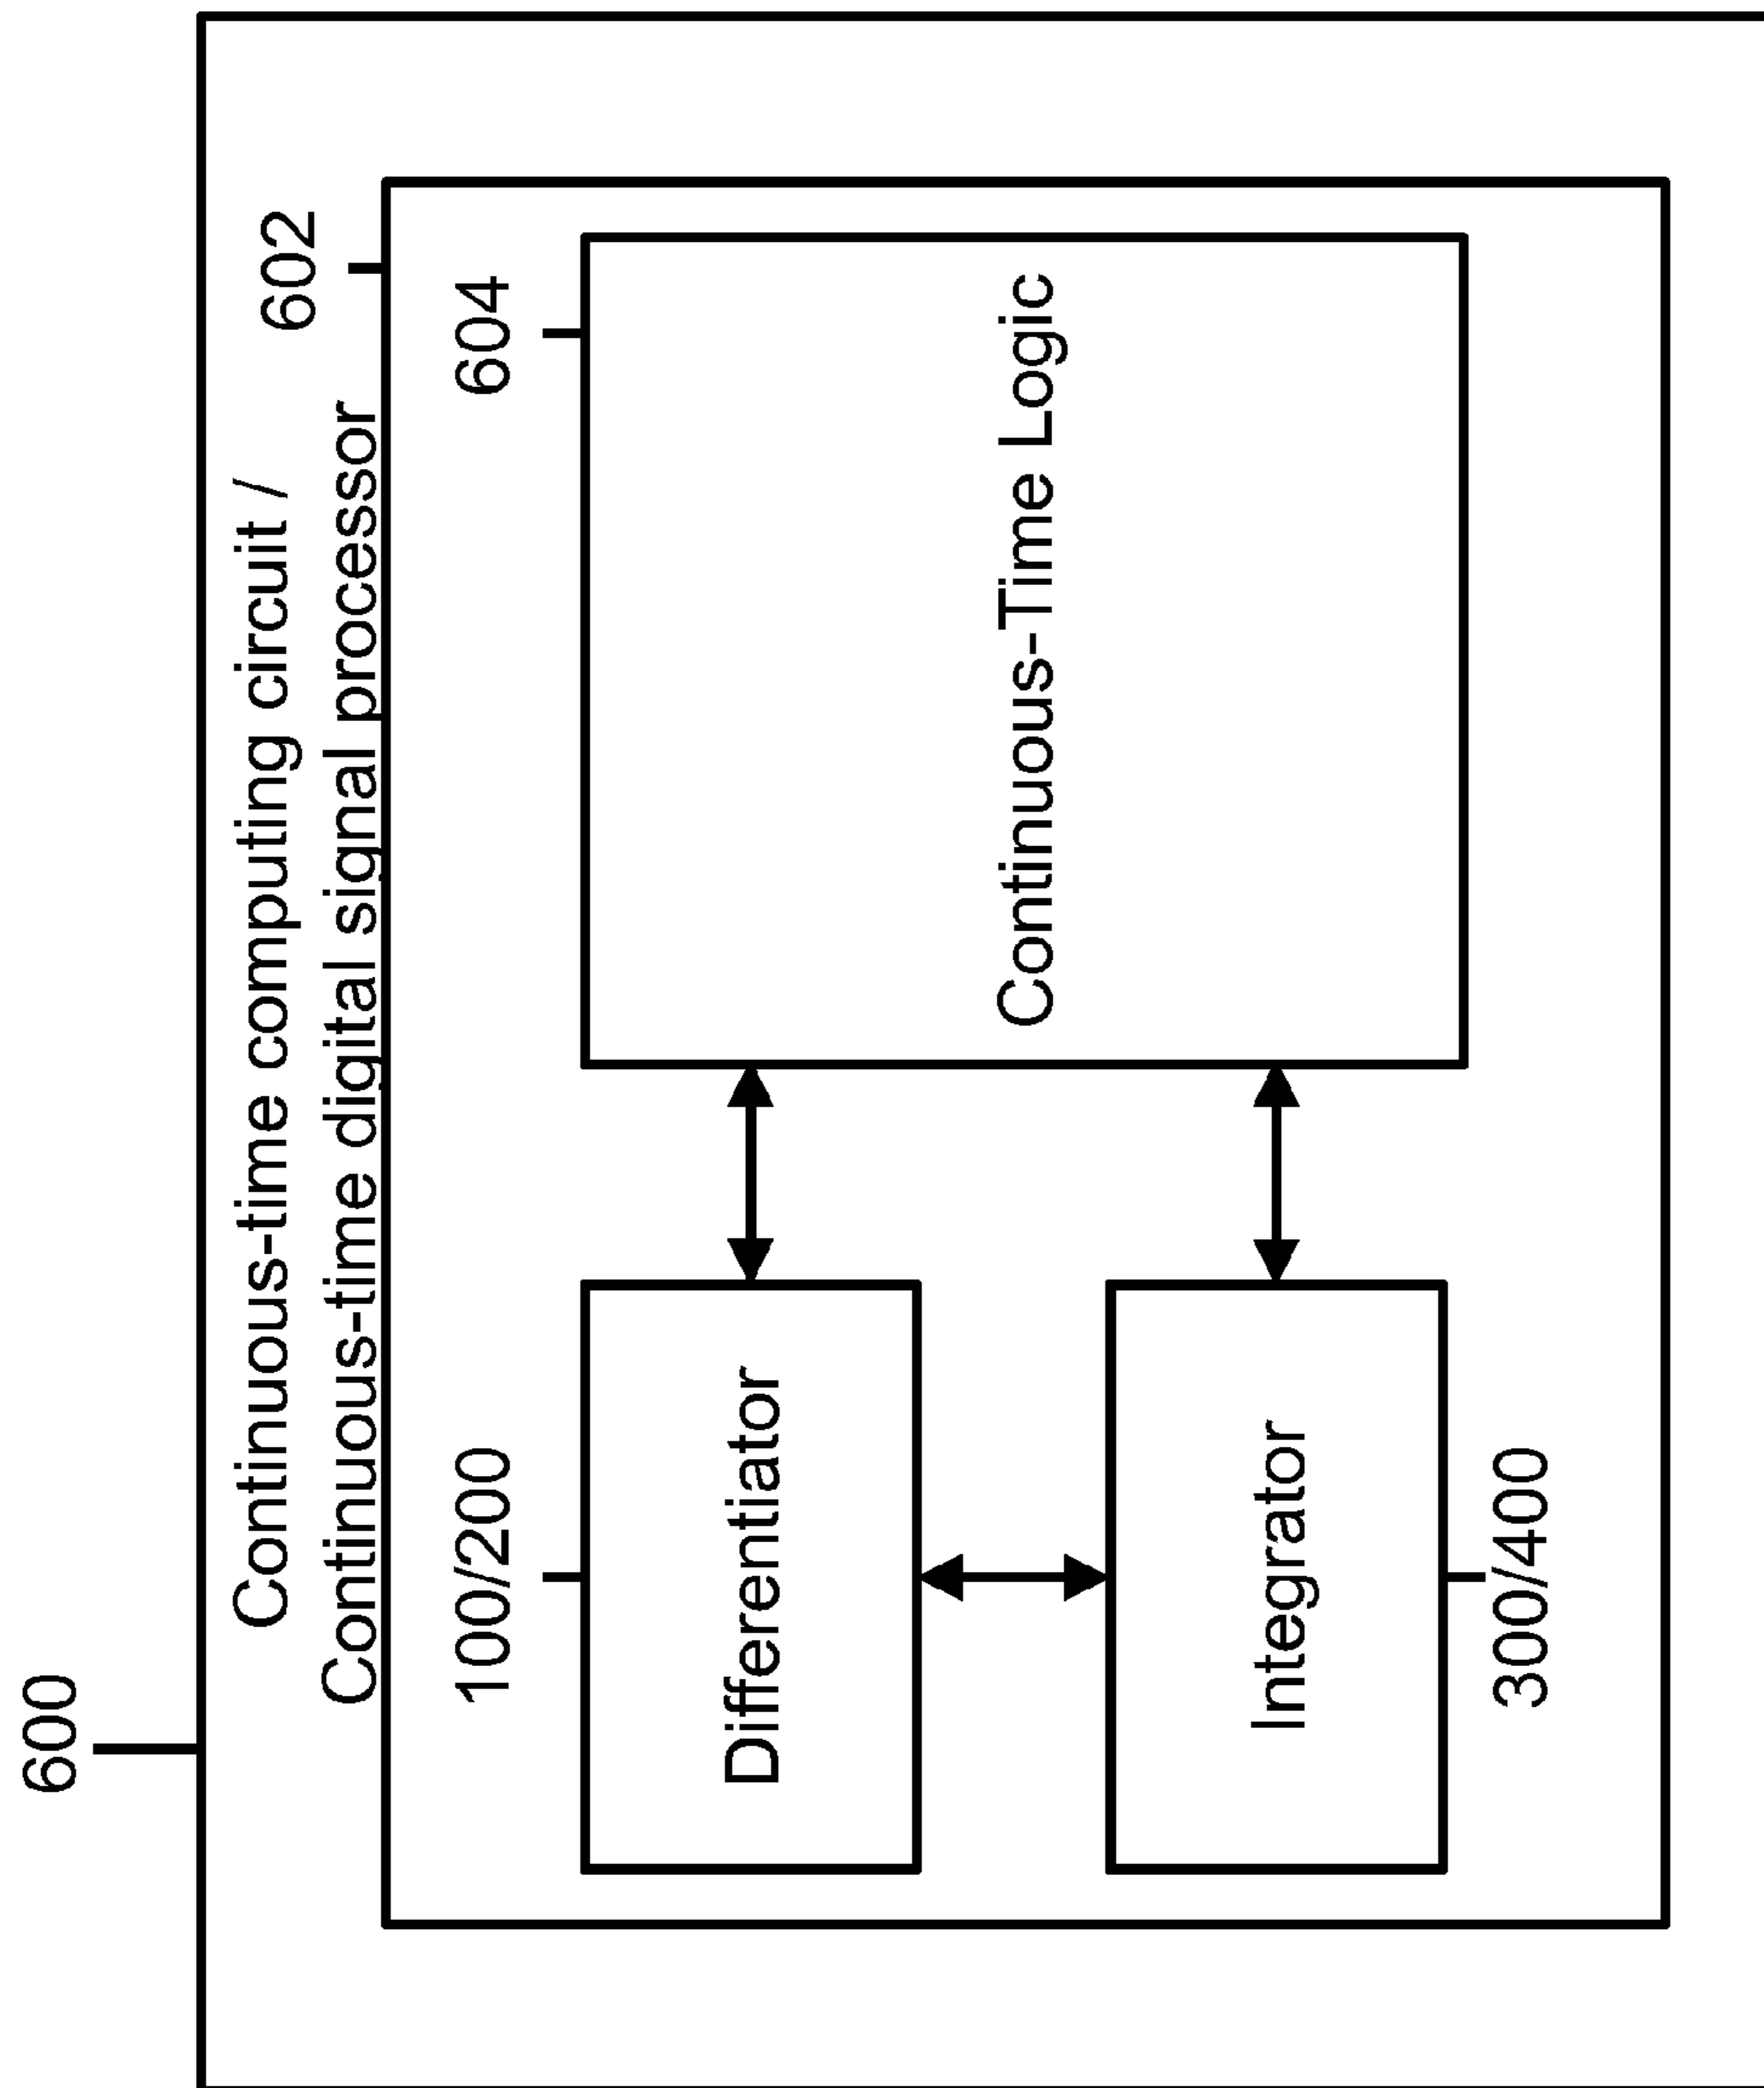 600
Continuous-time computing circuit /
Continuous-time digital signal processor
602
100/200
604
Differentiator
Continuous-Time Logic
Integrator
300/400